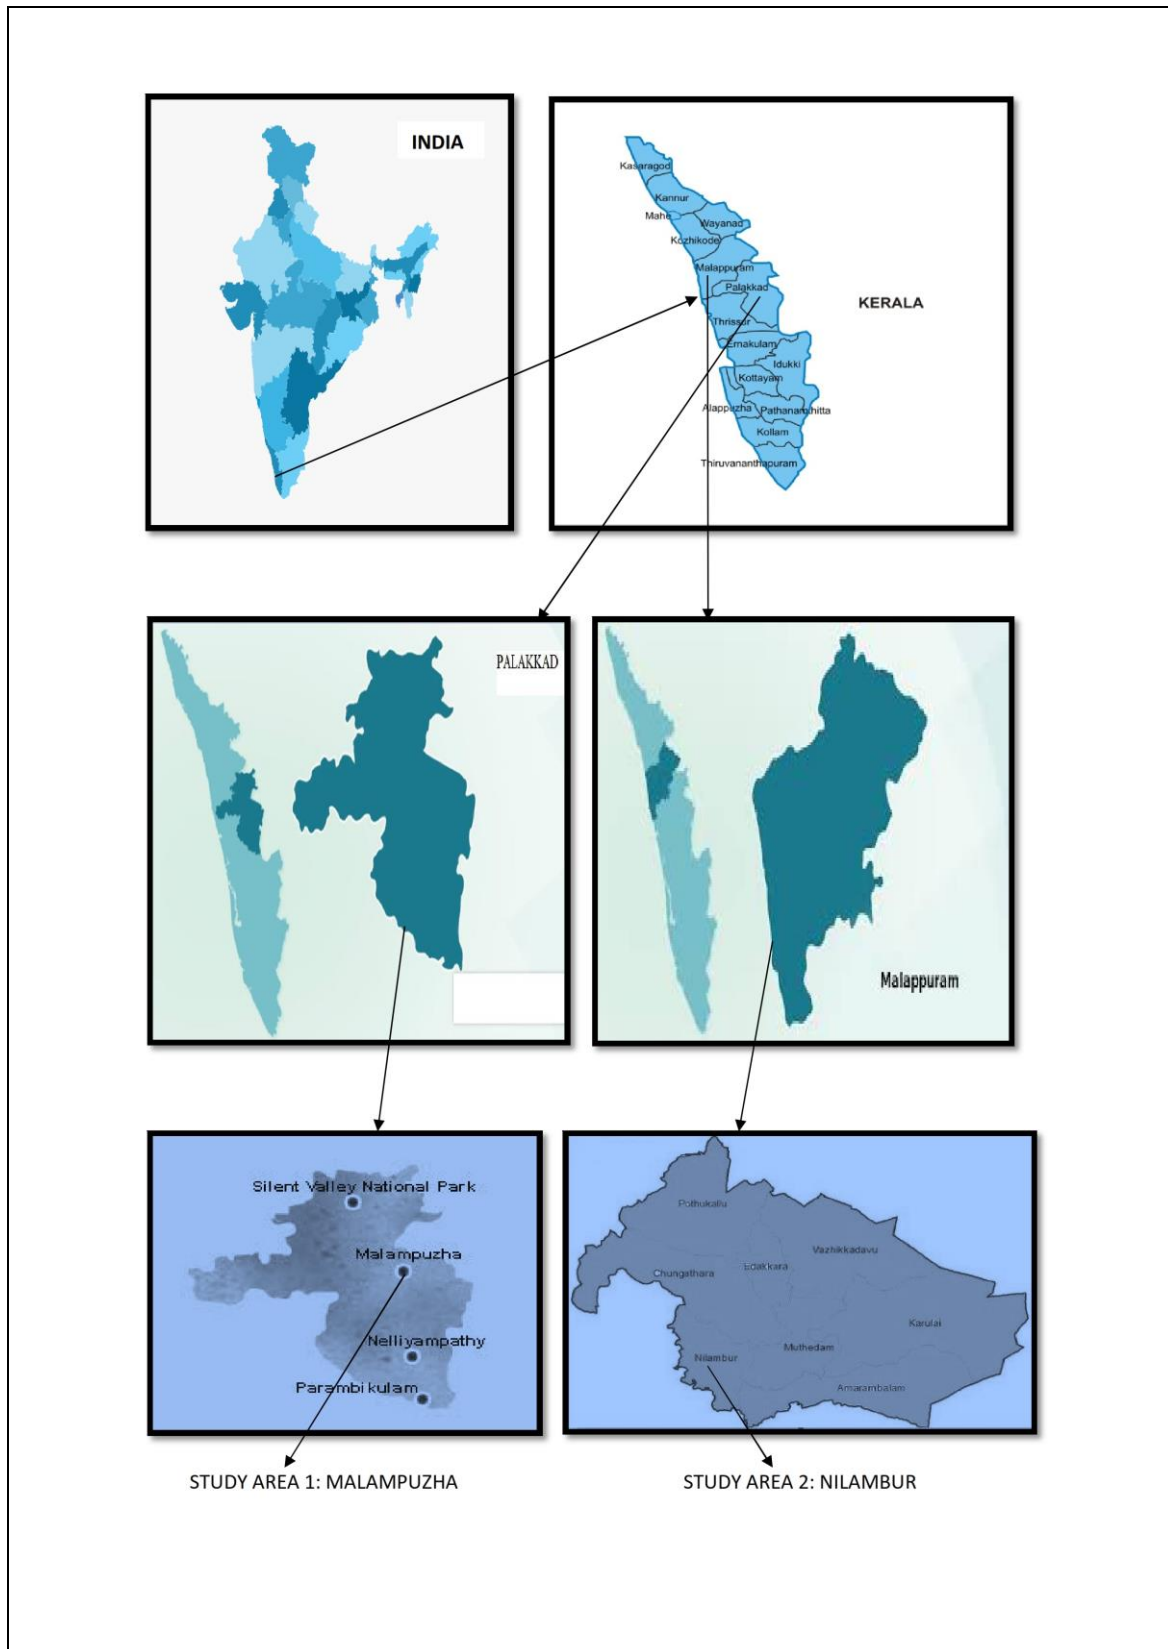 INDIA
Kasaragod
Kannur
Mahe
Wayanad
Kozhikode
Malappuram
Palakkad
KERALA
Thrissur
Ernakulam
Idukki
Kottayam
Alappuzha
Pathanamthitta
Kollam
Thiruvananthapuram
PALAKKAD
Malappuram
Silent Valley National Park
Malampuzha
Nelliyampathy
Parambikulam
Pothukallu
Vazhikkadavu
Edakkara
Chungathara
Karulai
Muthedam
Nilambur
Amarambalam
STUDY AREA 1: MALAMPUZHA
STUDY AREA 2: NILAMBUR